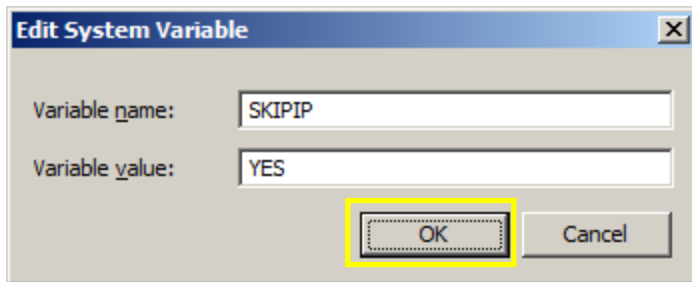 Edit System Variable
Variable name: SKIPIP
Variable value: YES
OK Cancel